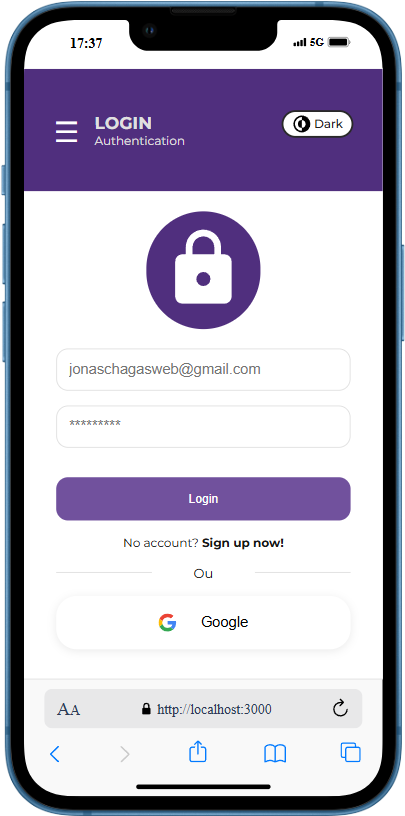 17:37
5G
LOGIN
Authentication
Dark
jonaschagasweb@gmail.com
*********
Login
No account? Sign up now!
Ou
Google
AA
http://localhost:3000